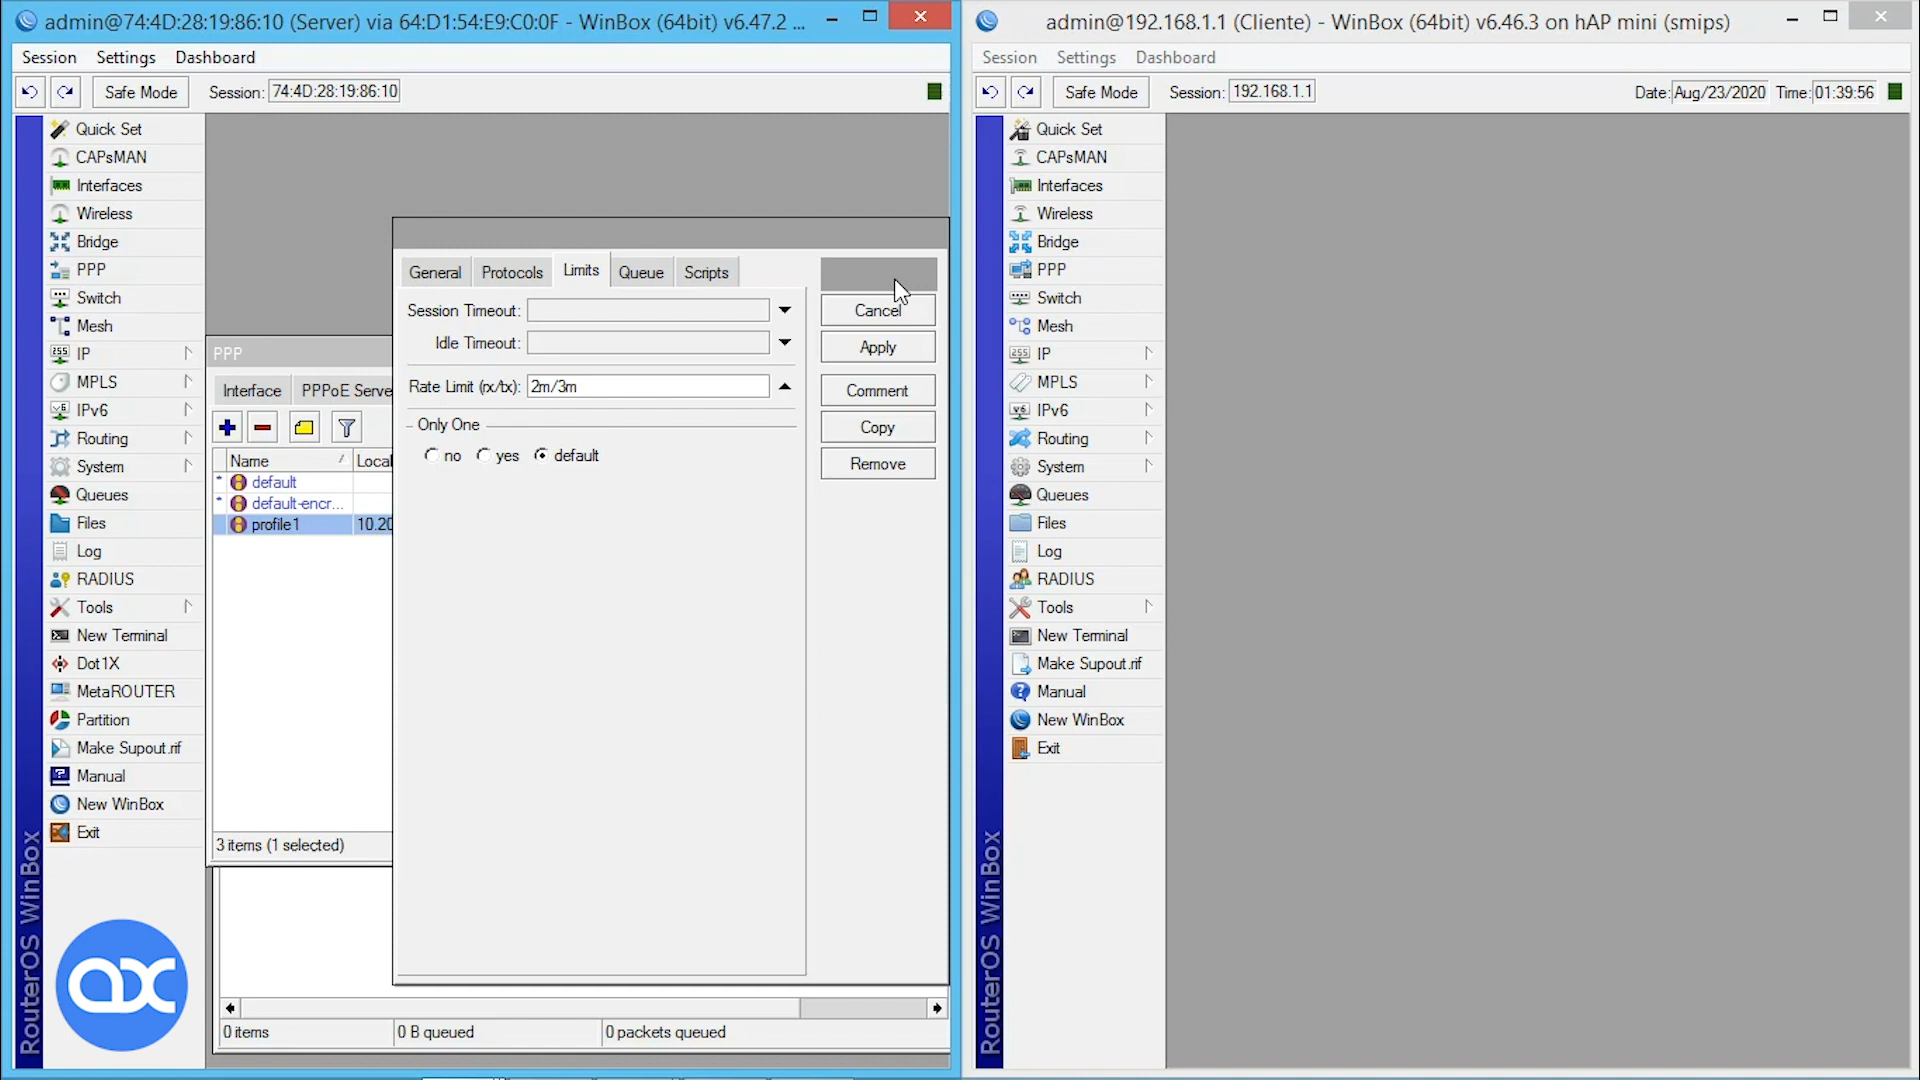 admin@74:4D:28:19:86:10 (Server) via 64:D1:54:E9:C0:0F - WinBox (64bit) v6.47.2 ...
Session Settings Dashboard
Safe Mode Session: 74:4D:28:19:86:10
Quick Set
CAPsMAN
Interfaces
Wireless
Bridge
PPP
Switch
Mesh
IP
MPLS
IPv6
Routing
System
Queues
Files
Log
RADIUS
Tools
New Terminal
Dot1X
MetaROUTER
Partition
Make Supout.rif
Manual
New WinBox
Exit
RouterOS WinBox
PPP
Interface PPPoE Serve
Name Local
* default
* default-encr...
profile1 10.20
3 items (1 selected)
General Protocols Limits Queue Scripts
Session Timeout:
Idle Timeout:
Rate Limit (rx/tx): 2m/3m
Only One
no yes default
Cancel
Apply
Comment
Copy
Remove
0 items 0 B queued 0 packets queued
admin@192.168.1.1 (Cliente) - WinBox (64bit) v6.46.3 on hAP mini (smips)
Session Settings Dashboard
Safe Mode Session: 192.168.1.1 Date: Aug/23/2020 Time: 01:39:56
Quick Set
CAPsMAN
Interfaces
Wireless
Bridge
PPP
Switch
Mesh
IP
MPLS
IPv6
Routing
System
Queues
Files
Log
RADIUS
Tools
New Terminal
Make Supout.rif
Manual
New WinBox
Exit
RouterOS WinBox